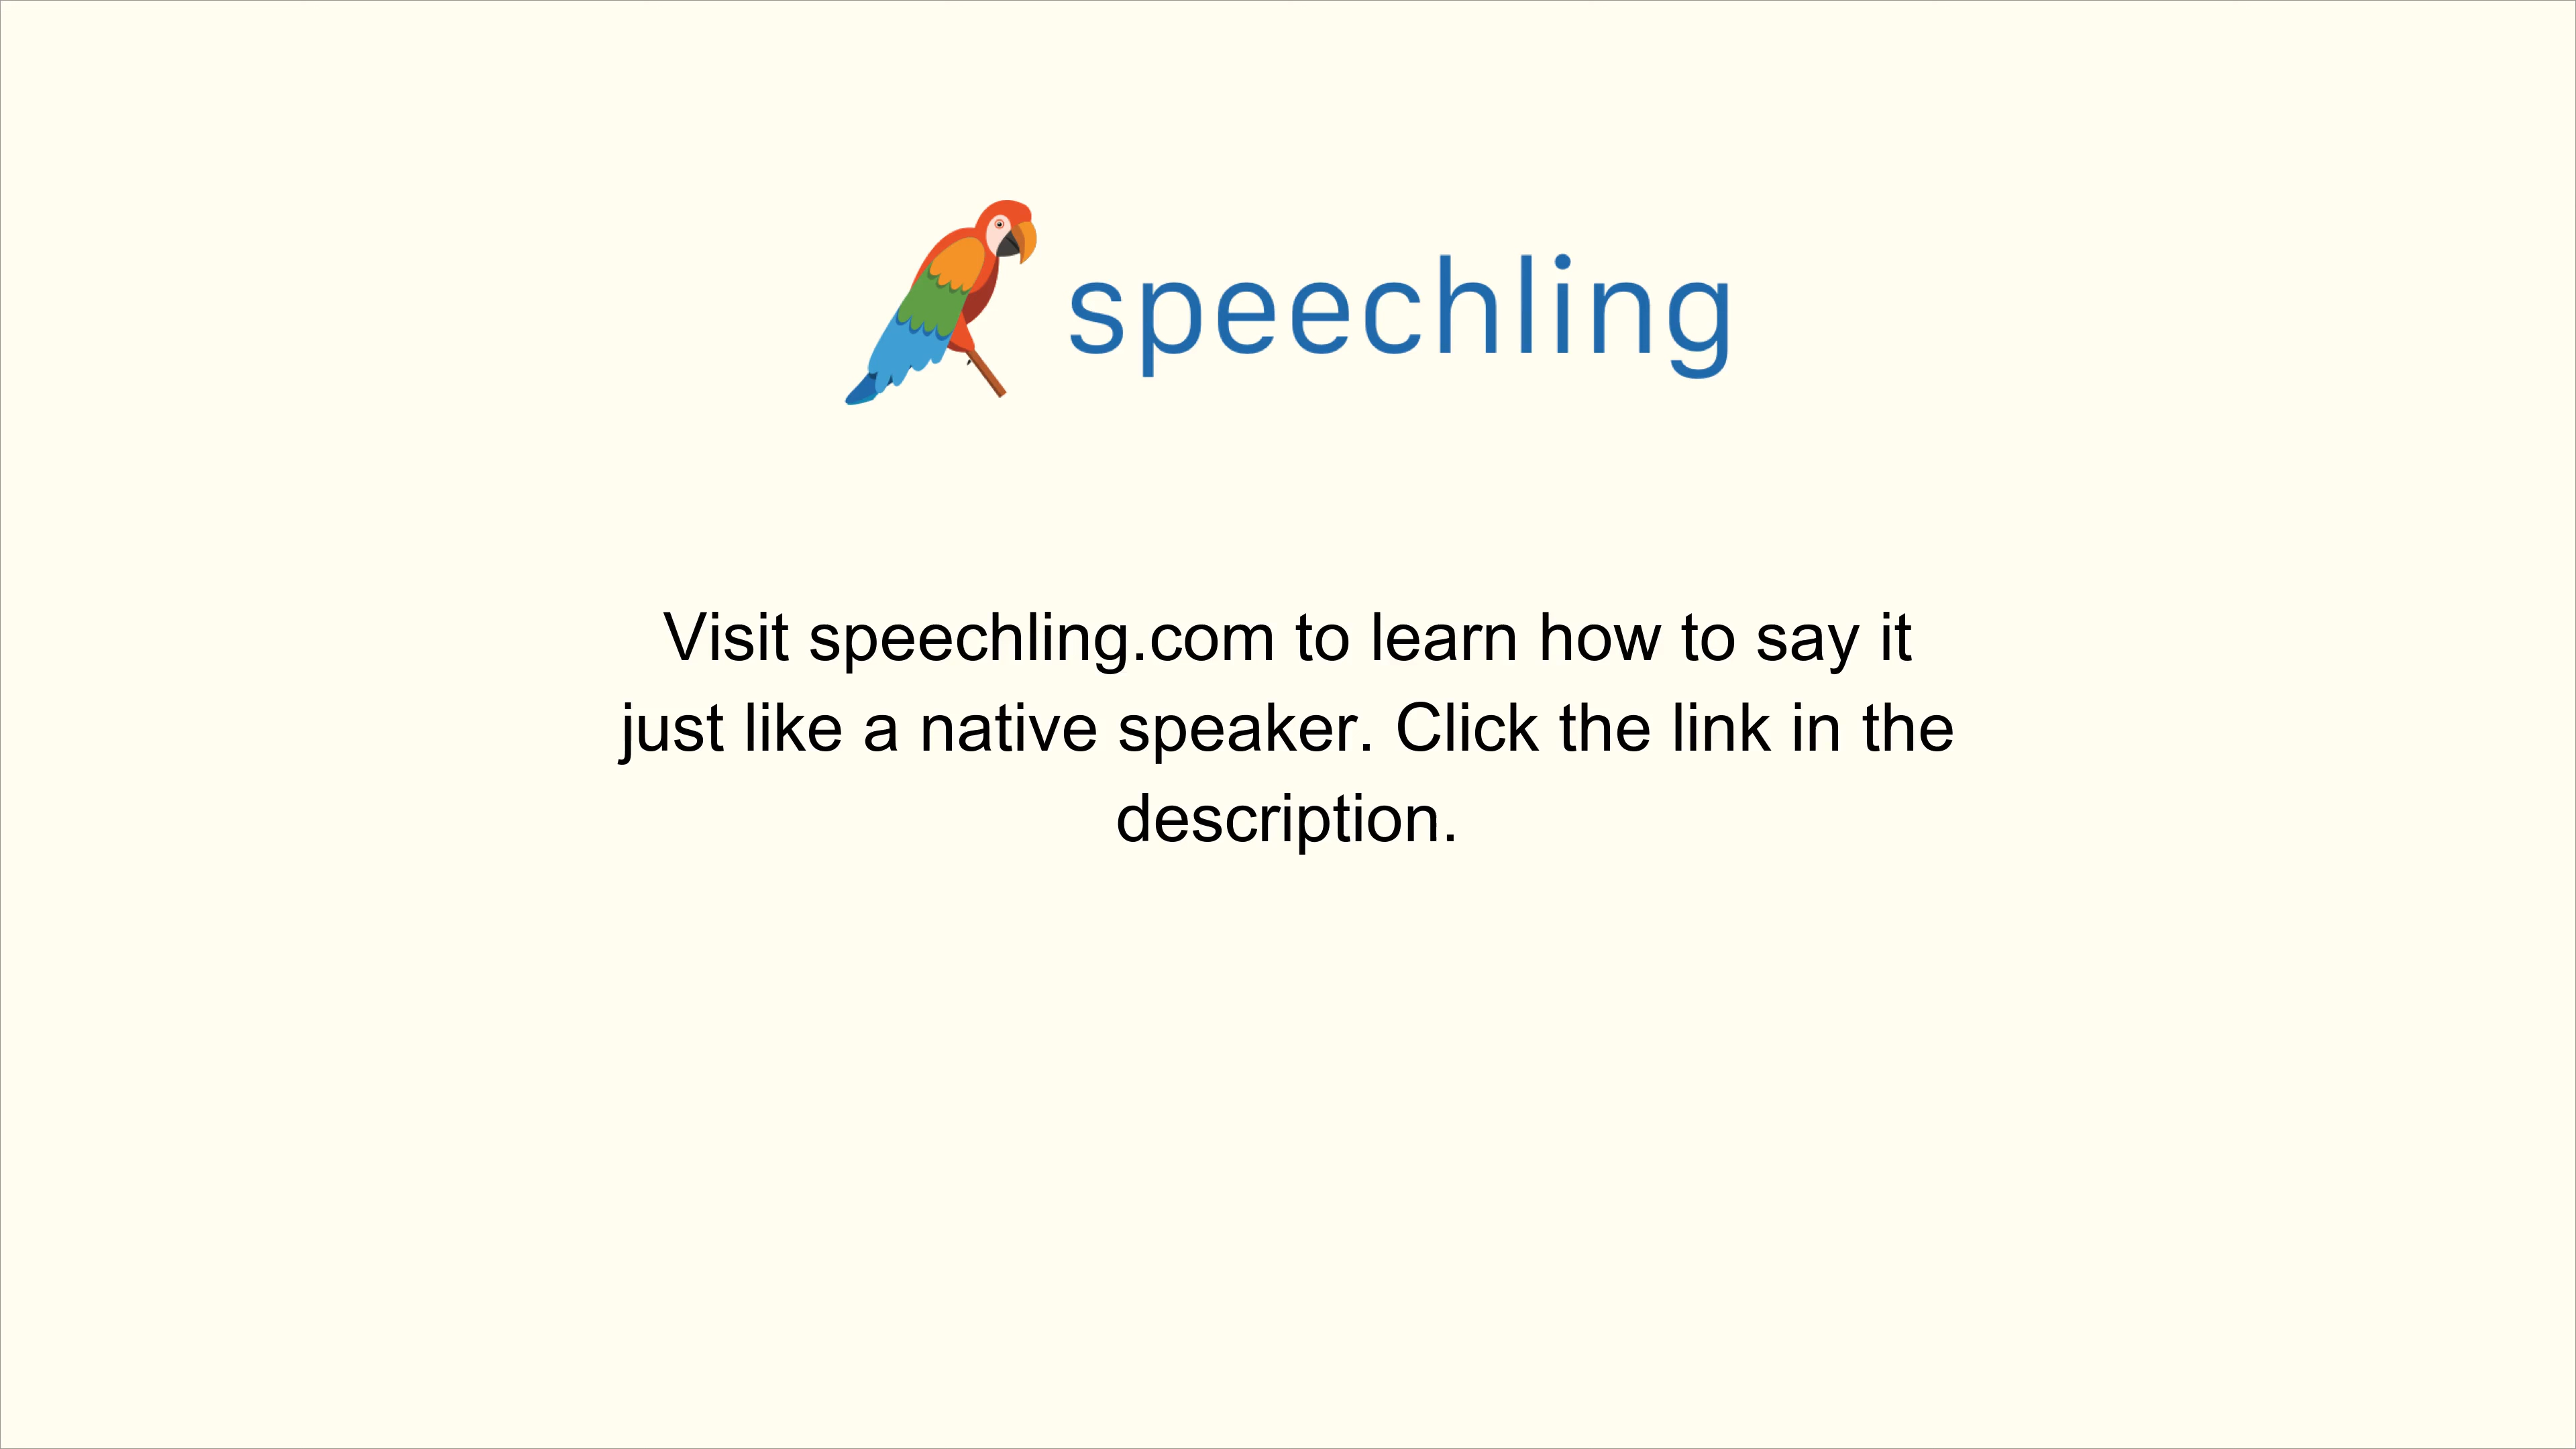 speechling
Visit speechling.com to learn how to say it
just like a native speaker. Click the link in the
description.